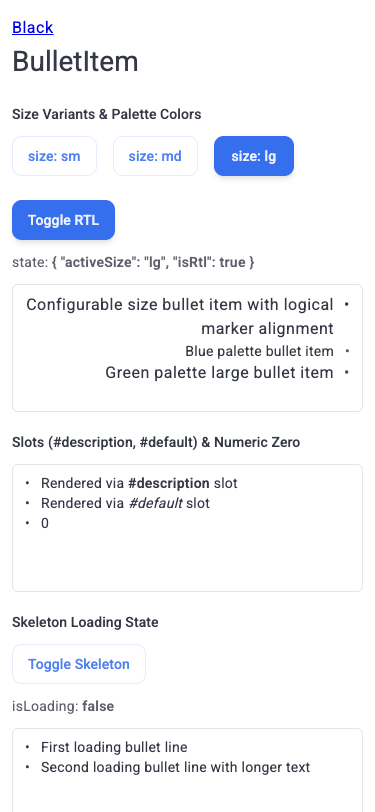 Black
BulletItem
Size Variants & Palette Colors
size: sm size: md size: lg
Toggle RTL
state: { "activeSize": "lg", "isRtl": true }
Configurable size bullet item with logical •
marker alignment
Blue palette bullet item •
Green palette large bullet item •
Slots (#description, #default) & Numeric Zero
• Rendered via #description slot
• Rendered via #default slot
• 0
Skeleton Loading State
Toggle Skeleton
isLoading: false
• First loading bullet line
• Second loading bullet line with longer text